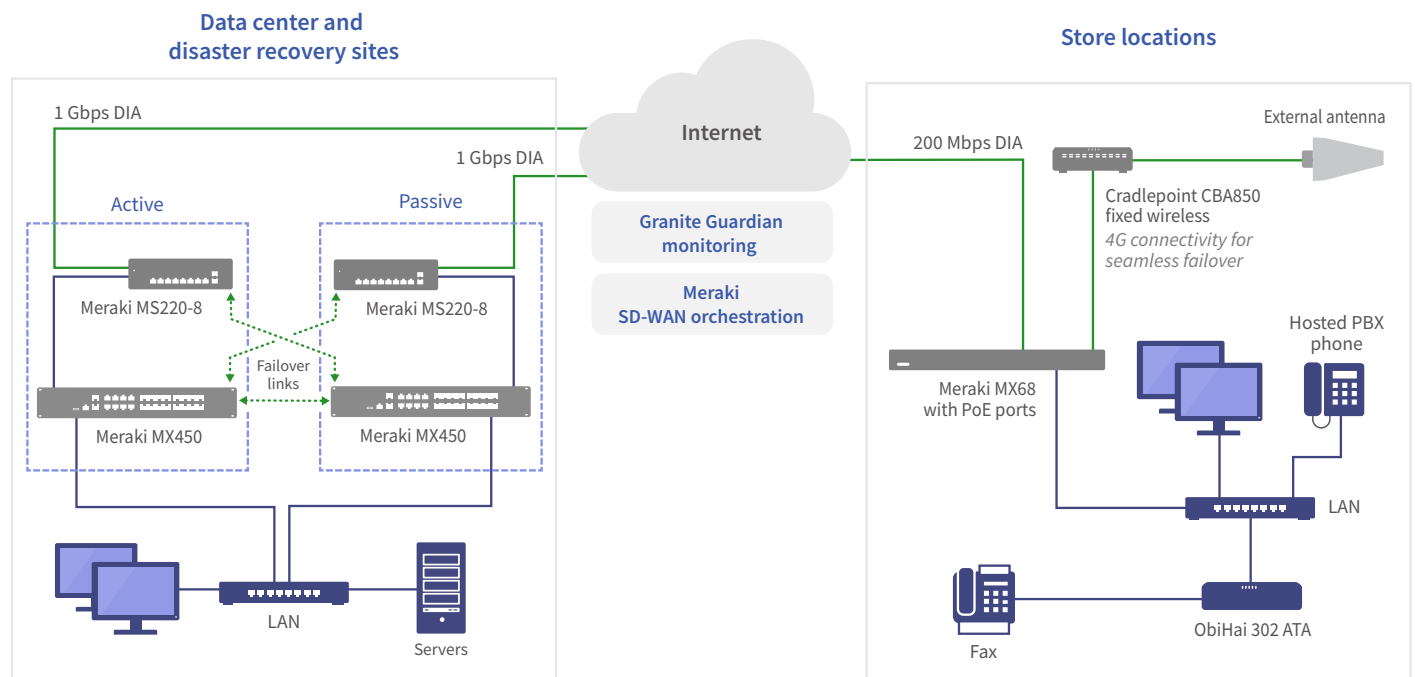 Data center and
disaster recovery sites
1 Gbps DIA
1 Gbps DIA
Active
Passive
Meraki MS220-8
Meraki MS220-8
Failover
links
Meraki MX450
Meraki MX450
LAN
Servers
Internet
Granite Guardian
monitoring
Meraki
SD-WAN orchestration
Store locations
200 Mbps DIA
External antenna
Cradlepoint CBA850
fixed wireless
4G connectivity for
seamless failover
Hosted PBX
phone
Meraki MX68
with PoE ports
LAN
ObiHai 302 ATA
Fax